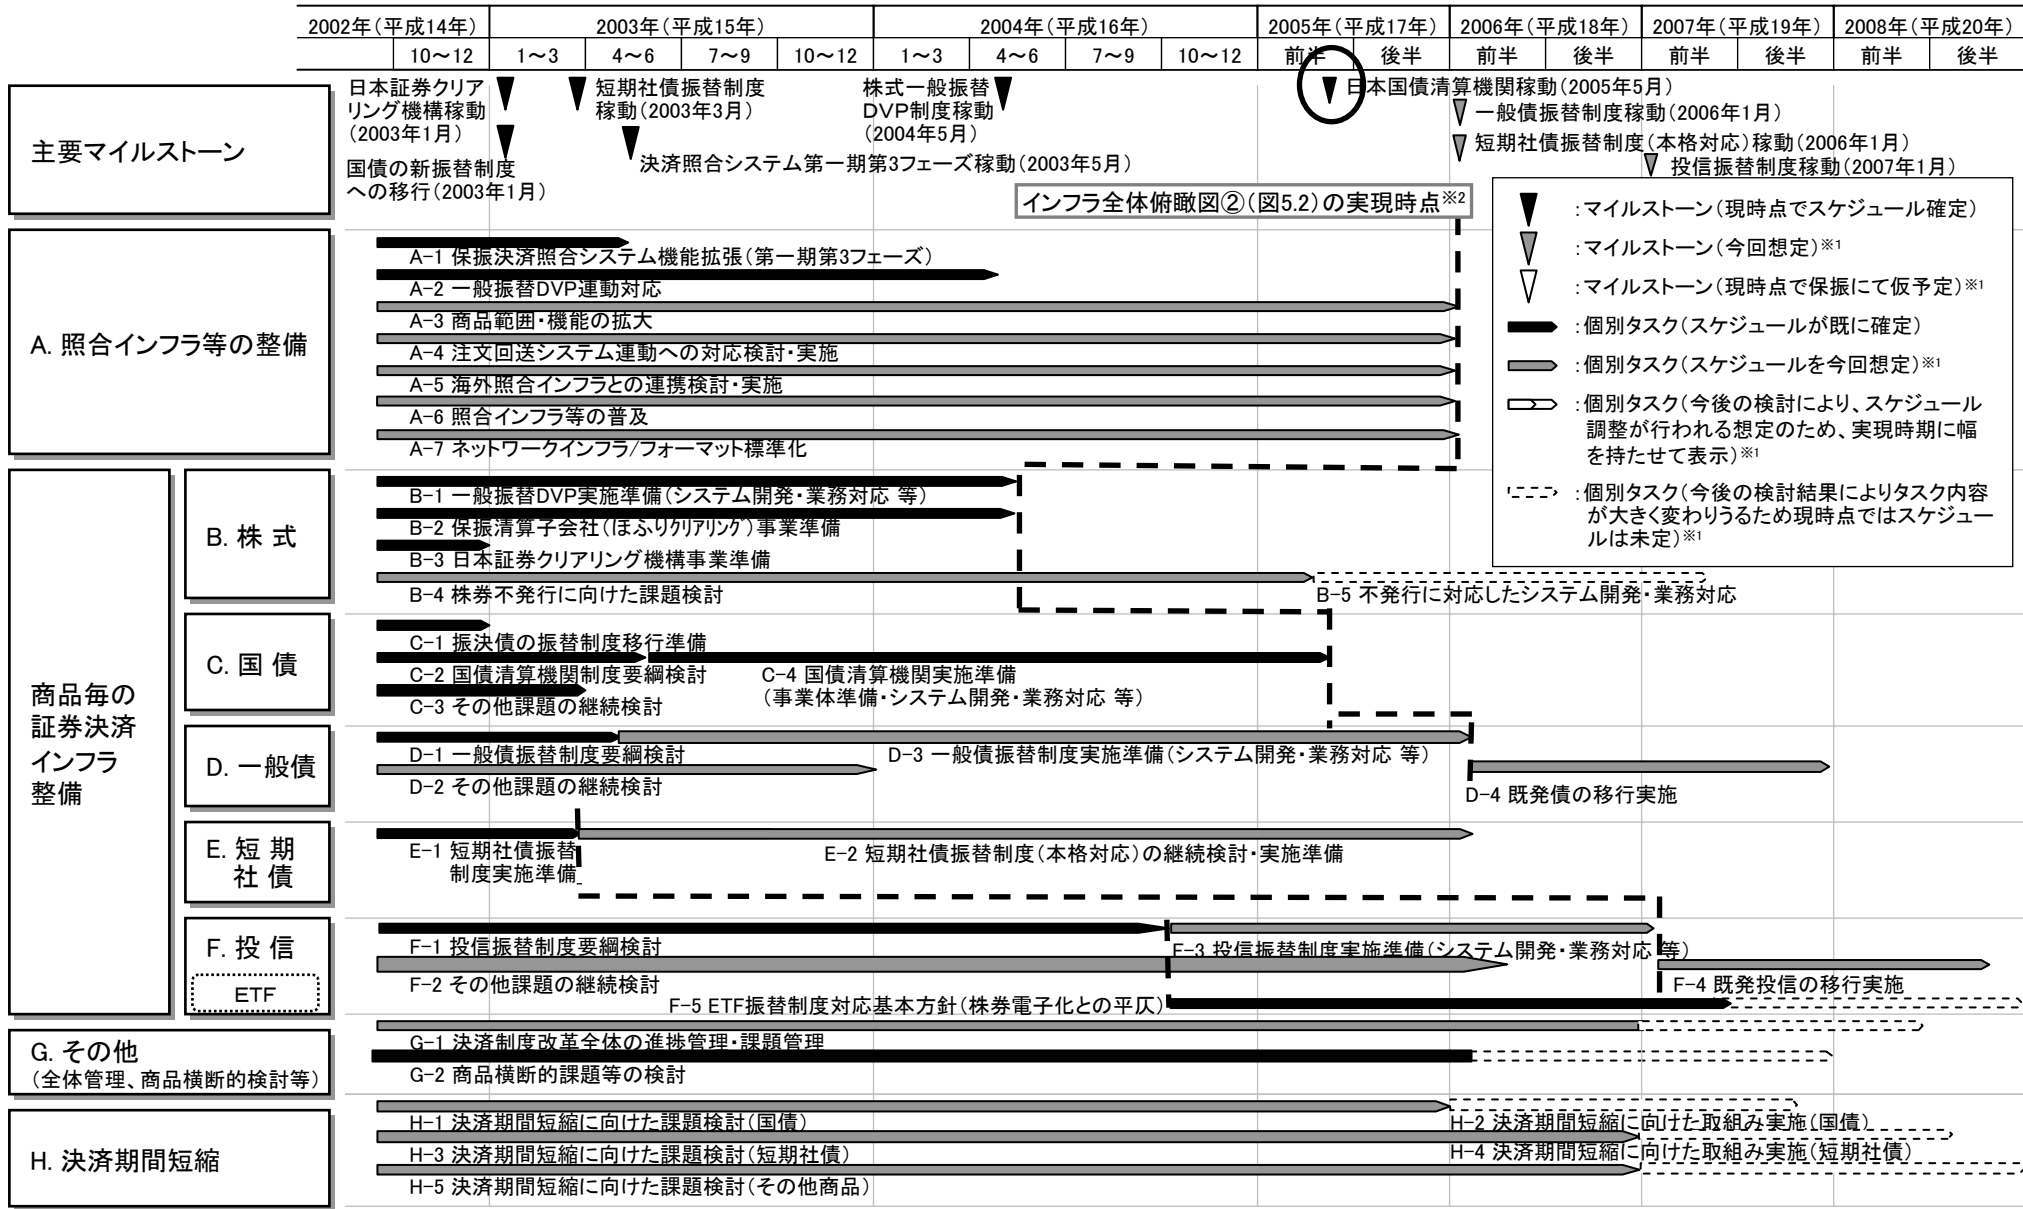 2002年(平成14年) 2003年(平成15年) 2004年(平成16年) 2005年(平成17年) 2006年(平成18年) 2007年(平成19年) 2008年(平成20年)
10～12 1～3 4～6 7～9 10～12 1～3 4～6 7～9 10～12 前半 後半 前半 後半 前半 後半 前半 後半
主要マイルストーン
日本証券クリア
リング機構稼動
(2003年1月)
国債の新振替制度
への移行(2003年1月)
短期社債振替制度
稼動(2003年3月)
決済照合システム第一期第3フェーズ稼動(2003年5月)
株式一般振替
DVP制度稼動
(2004年5月)
日本国債清算機関稼動(2005年5月)
一般債振替制度稼動(2006年1月)
短期社債振替制度(本格対応)稼動(2006年1月)
投信振替制度稼動(2007年1月)
インフラ全体俯瞰図②(図5.2)の実現時点※2
:マイルストーン(現時点でスケジュール確定)
:マイルストーン(今回想定)※1
:マイルストーン(現時点で保振にて仮予定)※1
:個別タスク(スケジュールが既に確定)
:個別タスク(スケジュールを今回想定)※1
:個別タスク(今後の検討により、スケジュール
調整が行われる想定のため、実現時期に幅
を持たせて表示)※1
:個別タスク(今後の検討結果によりタスク内容
が大きく変わりうるため現時点ではスケジュー
ルは未定)※1
A. 照合インフラ等の整備
A-1 保振決済照合システム機能拡張(第一期第3フェーズ)
A-2 一般振替DVP連動対応
A-3 商品範囲・機能の拡大
A-4 注文回送システム連動への対応検討・実施
A-5 海外照合インフラとの連携検討・実施
A-6 照合インフラ等の普及
A-7 ネットワークインフラ/フォーマット標準化
商品毎の
証券決済
インフラ
整備
B. 株 式
B-1 一般振替DVP実施準備(システム開発・業務対応 等)
B-2 保振清算子会社(ほふりクリアリング)事業準備
B-3 日本証券クリアリング機構事業準備
B-4 株券不発行に向けた課題検討
B-5 不発行に対応したシステム開発・業務対応
C. 国 債
C-1 振決債の振替制度移行準備
C-2 国債清算機関制度要綱検討
C-4 国債清算機関実施準備
(事業体準備・システム開発・業務対応 等)
C-3 その他課題の継続検討
D. 一般債
D-1 一般債振替制度要綱検討
D-3 一般債振替制度実施準備(システム開発・業務対応 等)
D-2 その他課題の継続検討
D-4 既発債の移行実施
E. 短 期
社 債
E-1 短期社債振替
制度実施準備
E-2 短期社債振替制度(本格対応)の継続検討・実施準備
F. 投 信
ETF
F-1 投信振替制度要綱検討
F-3 投信振替制度実施準備(システム開発・業務対応 等)
F-2 その他課題の継続検討
F-4 既発投信の移行実施
F-5 ETF振替制度対応基本方針(株券電子化との平仄)
G. その他
(全体管理、商品横断的検討等)
G-1 決済制度改革全体の進捗管理・課題管理
G-2 商品横断的課題等の検討
H. 決済期間短縮
H-1 決済期間短縮に向けた課題検討(国債)
H-2 決済期間短縮に向けた取組み実施(国債)
H-3 決済期間短縮に向けた課題検討(短期社債)
H-4 決済期間短縮に向けた取組み実施(短期社債)
H-5 決済期間短縮に向けた課題検討(その他商品)